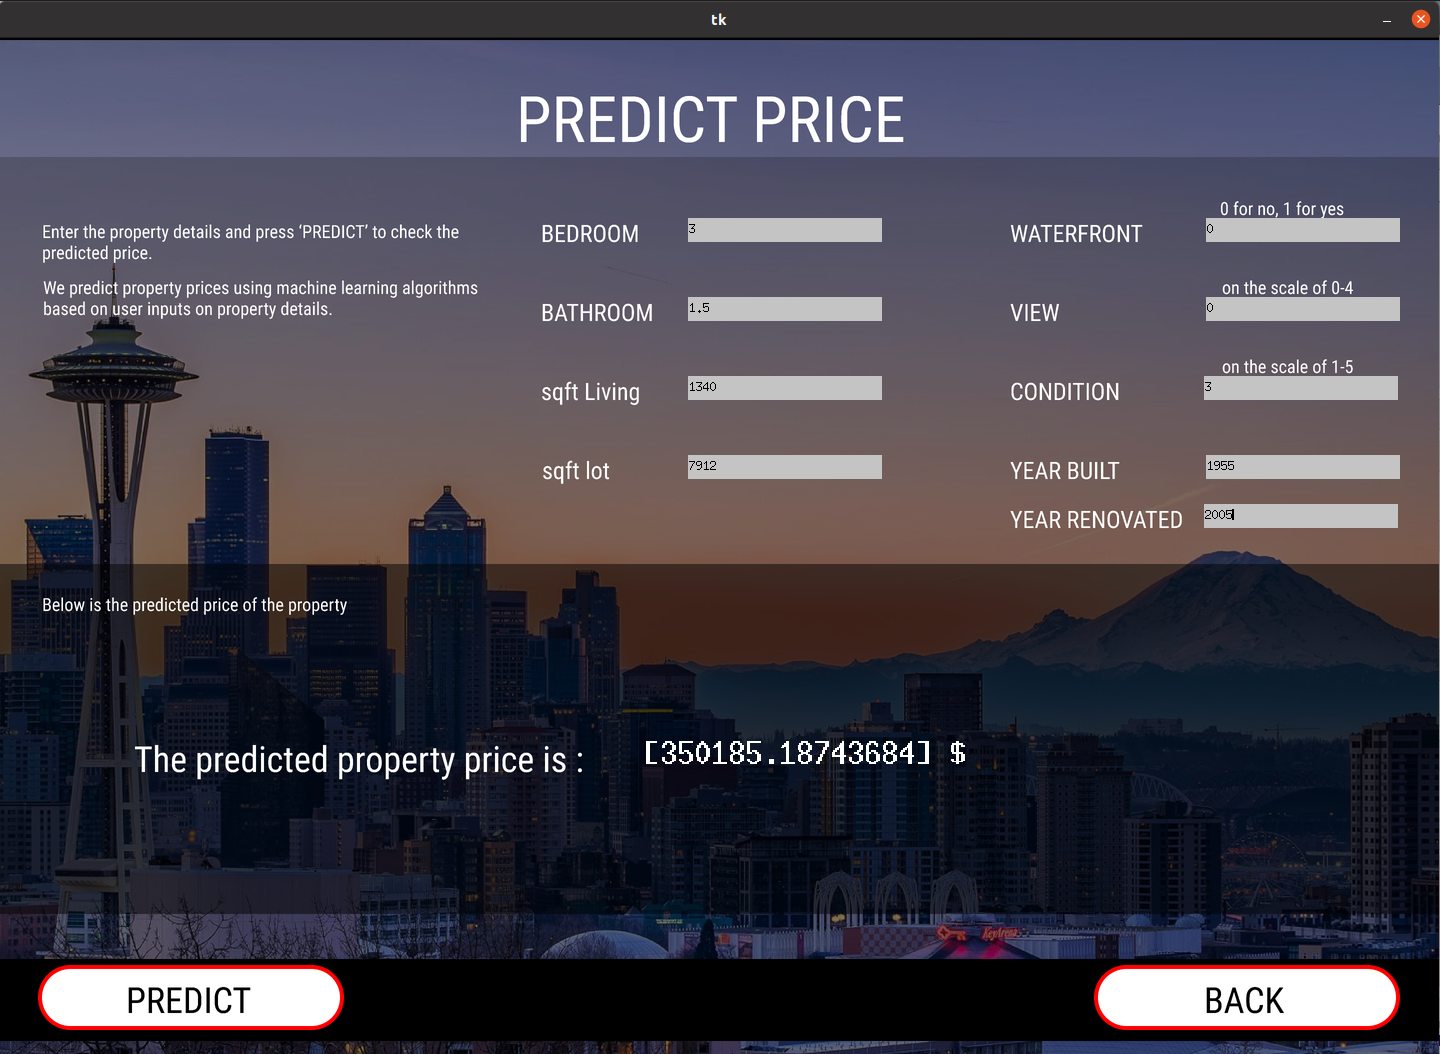 tk
PREDICT PRICE
Enter the property details and press ‘PREDICT’ to check the
predicted price.
We predict property prices using machine learning algorithms
based on user inputs on property details.
BEDROOM 3
BATHROOM 1.5
sqft Living 1340
sqft lot 7912
0 for no, 1 for yes
WATERFRONT 0
on the scale of 0-4
VIEW 0
on the scale of 1-5
CONDITION 3
YEAR BUILT 1955
YEAR RENOVATED 2005
Below is the predicted price of the property
The predicted property price is : [350185.18743684] $
KeyArena
PREDICT
BACK